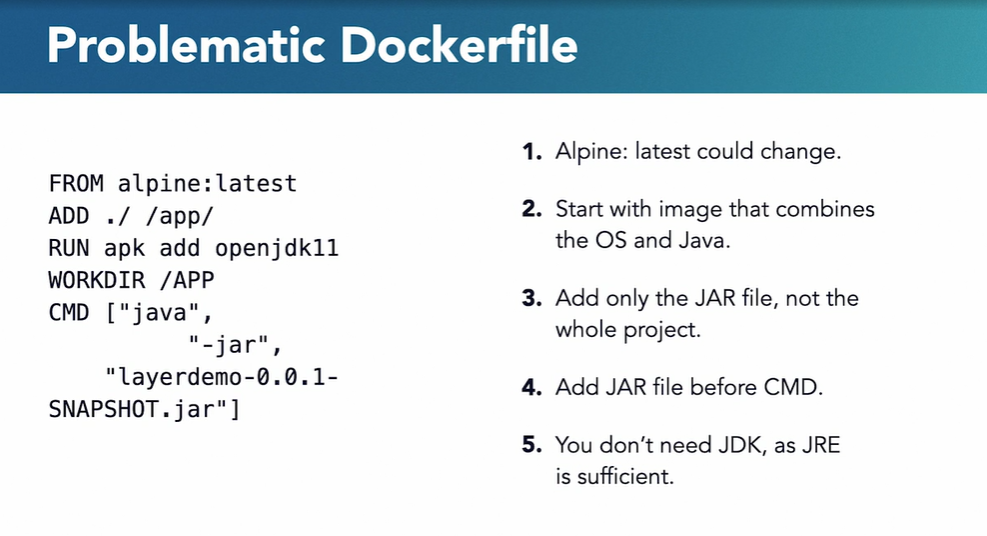 Problematic Dockerfile
FROM alpine:latest
ADD ./ /app/
RUN apk add openjdk11
WORKDIR /APP
CMD ["java",
"-jar",
"layerdemo-0.0.1-
SNAPSHOT.jar"]
1. Alpine: latest could change.
2. Start with image that combines
the OS and Java.
3. Add only the JAR file, not the
whole project.
4. Add JAR file before CMD.
5. You don’t need JDK, as JRE
is sufficient.